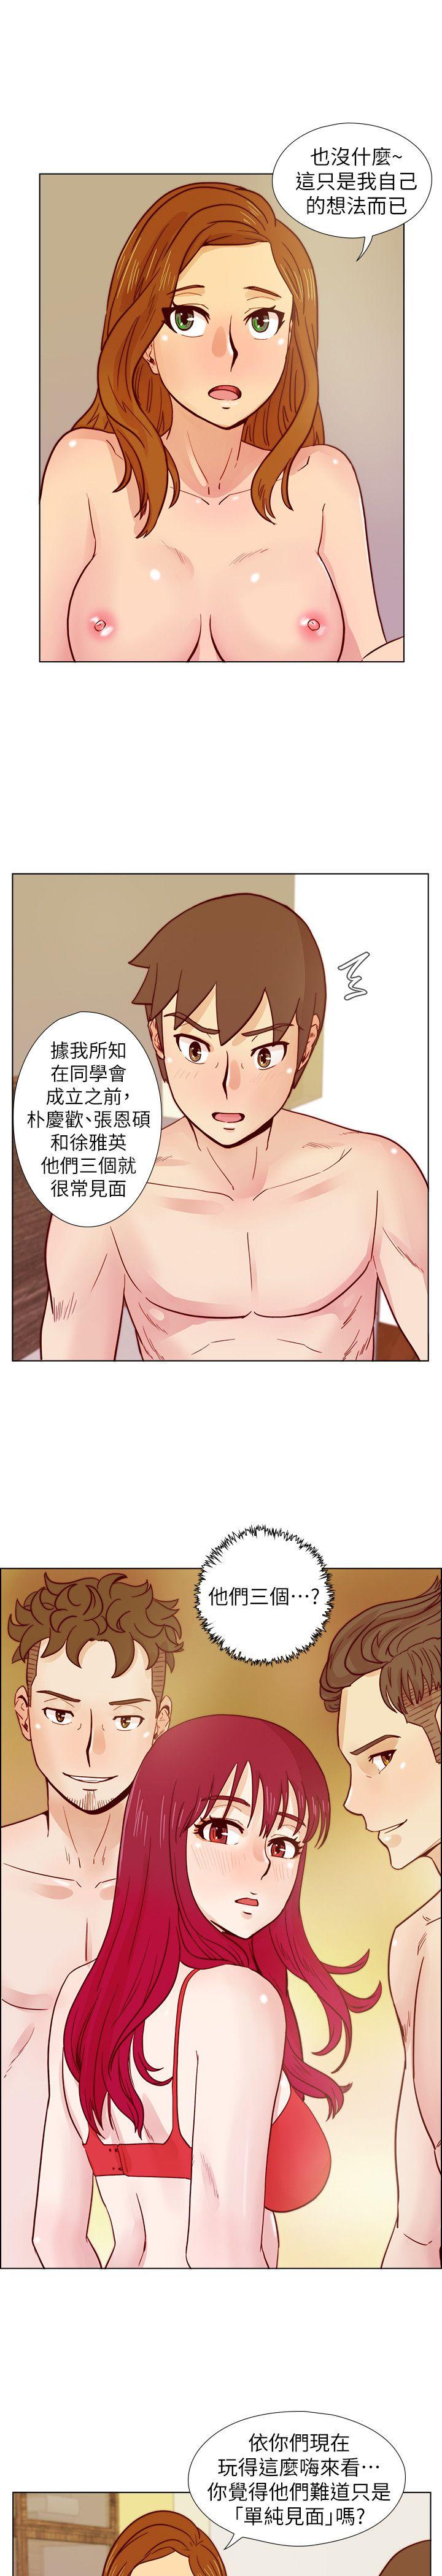 也沒什麼~
這只是我自己
的想法而已
據我所知
在同學會
成立之前,
朴慶歡、張恩碩
和徐雅英
他們三個就
很常見面
他們三個…?
依你們現在
玩得這麼嗨來看…
你覺得他們難道只是
「單純見面」嗎?